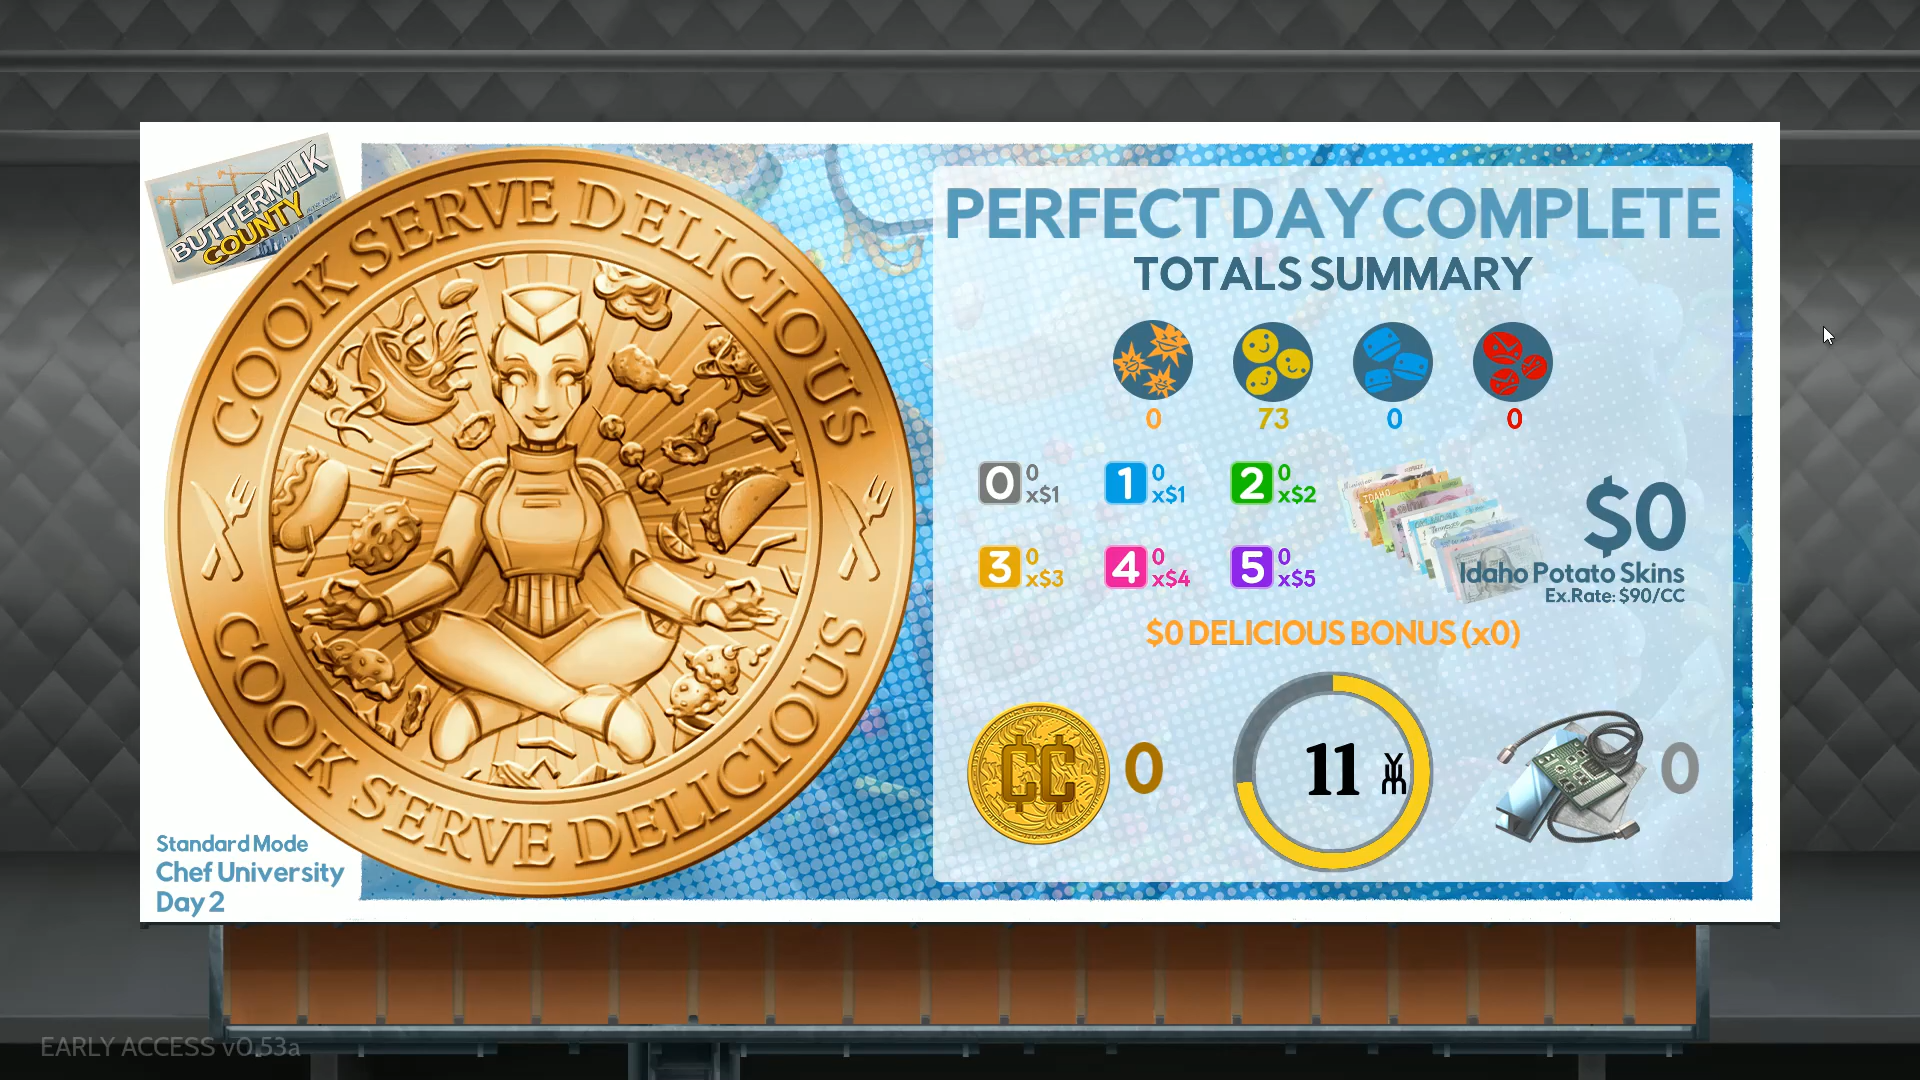 BUTTERMILK
COUNTY
COOK SERVE DELICIOUS
COOK SERVE DELICIOUS
Standard Mode
Chef University
Day 2
PERFECT DAY COMPLETE
TOTALS SUMMARY
0 73 0 0
0 0 x$1
1 0 x$1
2 0 x$2
3 0 x$3
4 0 x$4
5 0 x$5
IDAHO
$0
Idaho Potato Skins
Ex.Rate: $90/CC
$0 DELICIOUS BONUS (x0)
CC 0
11
0
EARLY ACCESS v0.53a